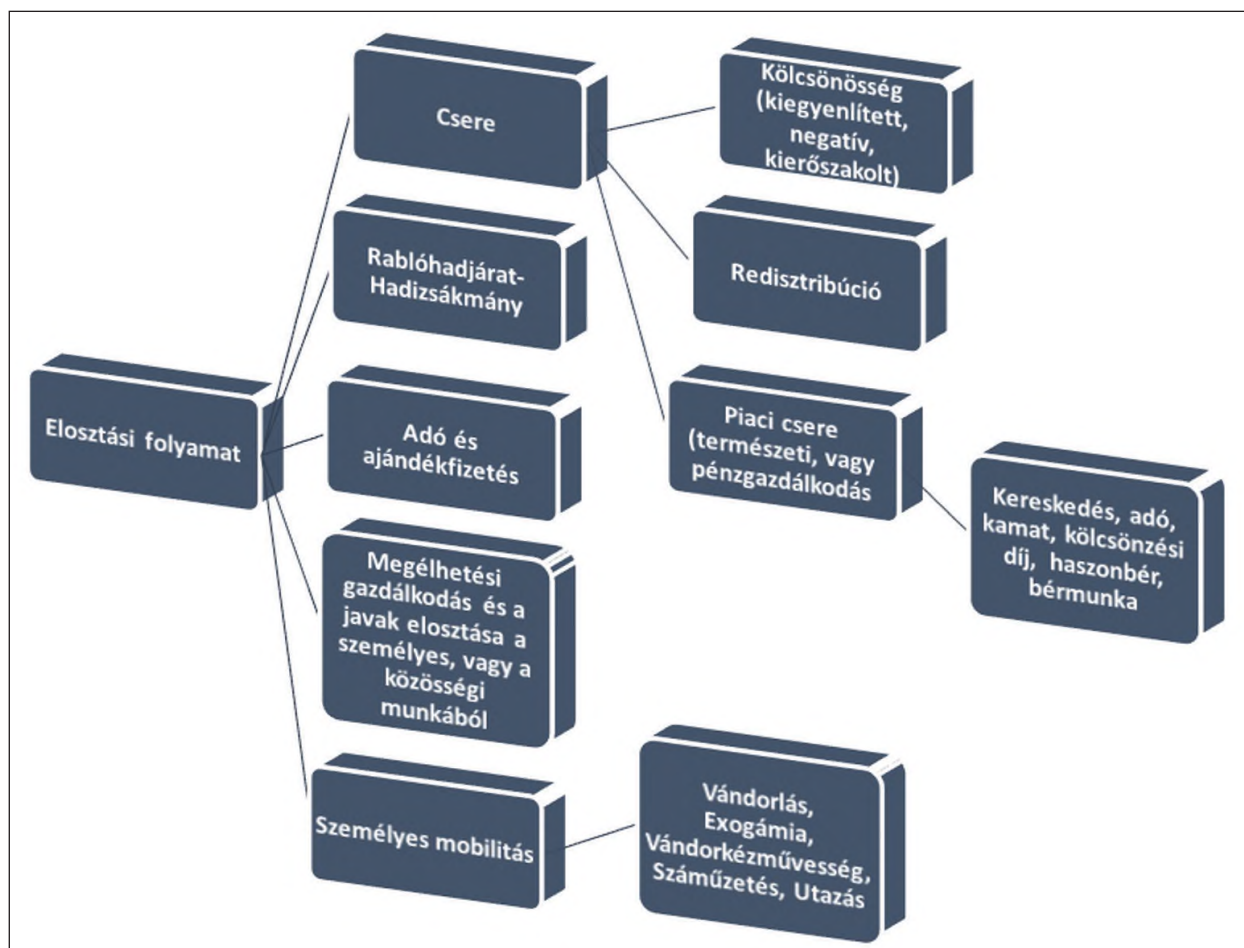 Elosztási folyamat
Csere
Rablóhadjárat-
Hadizsákmány
Adó és
ajándékfizetés
Megélhetési
gazdálkodás és a
javak elosztása a
személyes, vagy a
közösségi
munkából
Személyes mobilitás
Kölcsönösség
(kiegyenlített,
negatív,
kierőszakolt)
Redisztribúció
Piaci csere
(természeti, vagy
pénzgazdálkodás
Kereskedés, adó,
kamat, kölcsönzési
díj, haszonbér,
bérmunka
Vándorlás,
Exogámia,
Vándorkézművesség,
Száműzetés, Utazás